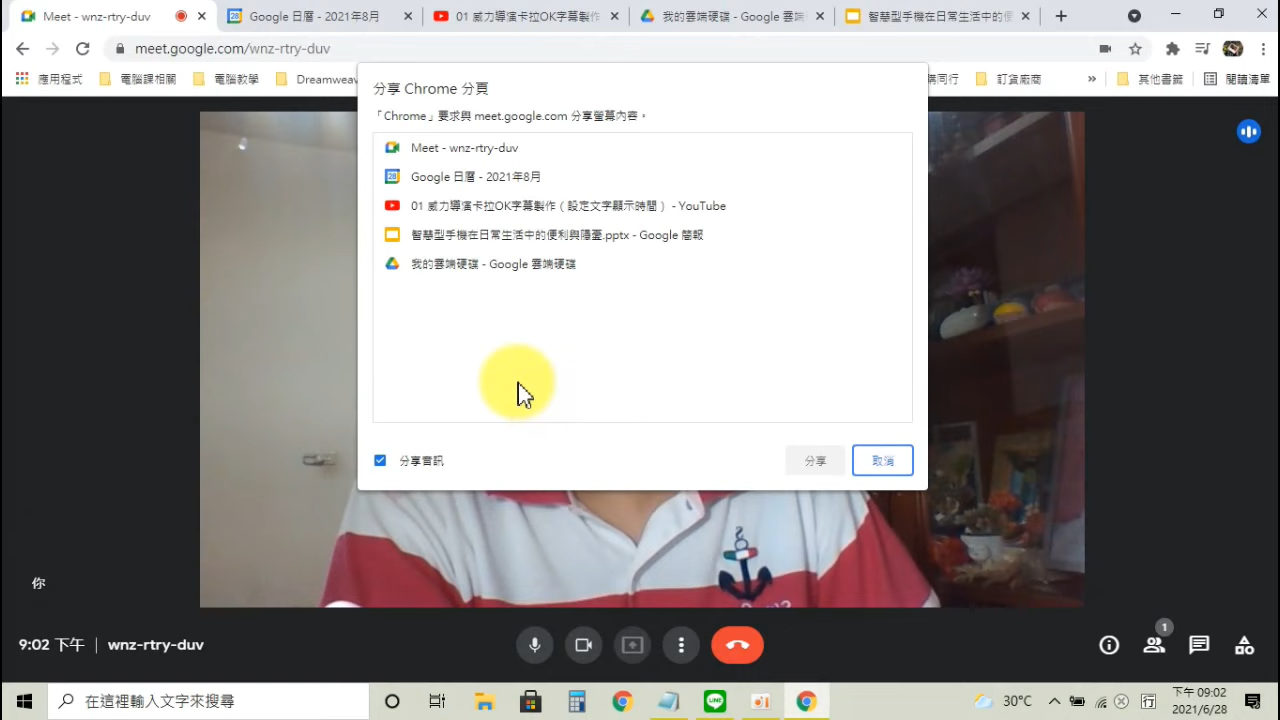 Meet - wnz-rtry-duv
Google 日曆 - 2021年8月
01 威力導演卡拉OK字幕製作
我的雲端硬碟 - Google 雲端
智慧型手機在日常生活中的便
meet.google.com/wnz-rtry-duv
應用程式
電腦課相關
電腦教學
Dreamweav
購同行
訂貨廠商
»
其他書籤
閱讀清單
分享 Chrome 分頁
「Chrome」要求與 meet.google.com 分享螢幕內容。
Meet - wnz-rtry-duv
Google 日曆 - 2021年8月
01 威力導演卡拉OK字幕製作（設定文字顯示時間） - YouTube
智慧型手機在日常生活中的便利與隱憂.pptx - Google 簡報
我的雲端硬碟 - Google 雲端硬碟
分享音訊
分享
取消
你
9:02 下午 | wnz-rtry-duv
1
在這裡輸入文字來搜尋
30°C
行
下午 09:02
2021/6/28